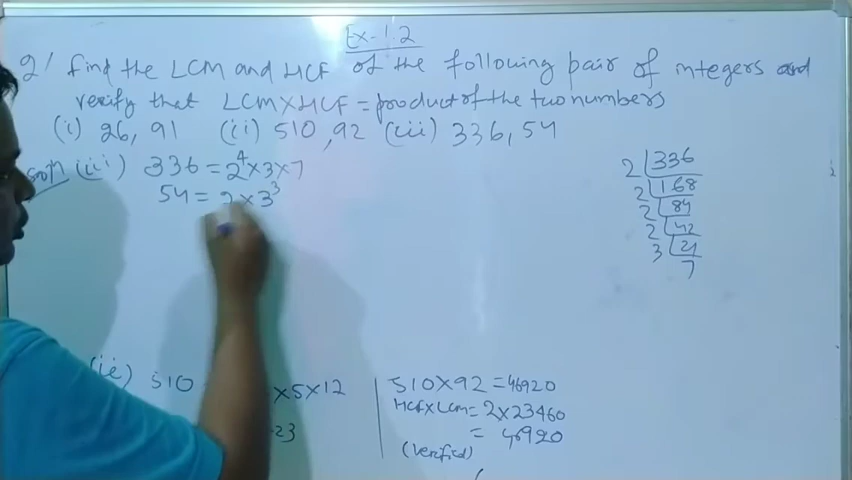 Ex-1.2
2/ find the LCM and HCF of the following pair of integers and
verify that LCM×HCF = product of the two numbers
(i) 26, 91 (ii) 510, 92 (iii) 336, 54
soln (iii) 336 = 2⁴×3×7
54 = 2×3³
2 336
2 168
2 84
2 42
3 21
7
510
×5×12
23
510×92 = 46920
HCF×LCM = 2×23460
= 46920
(verified)